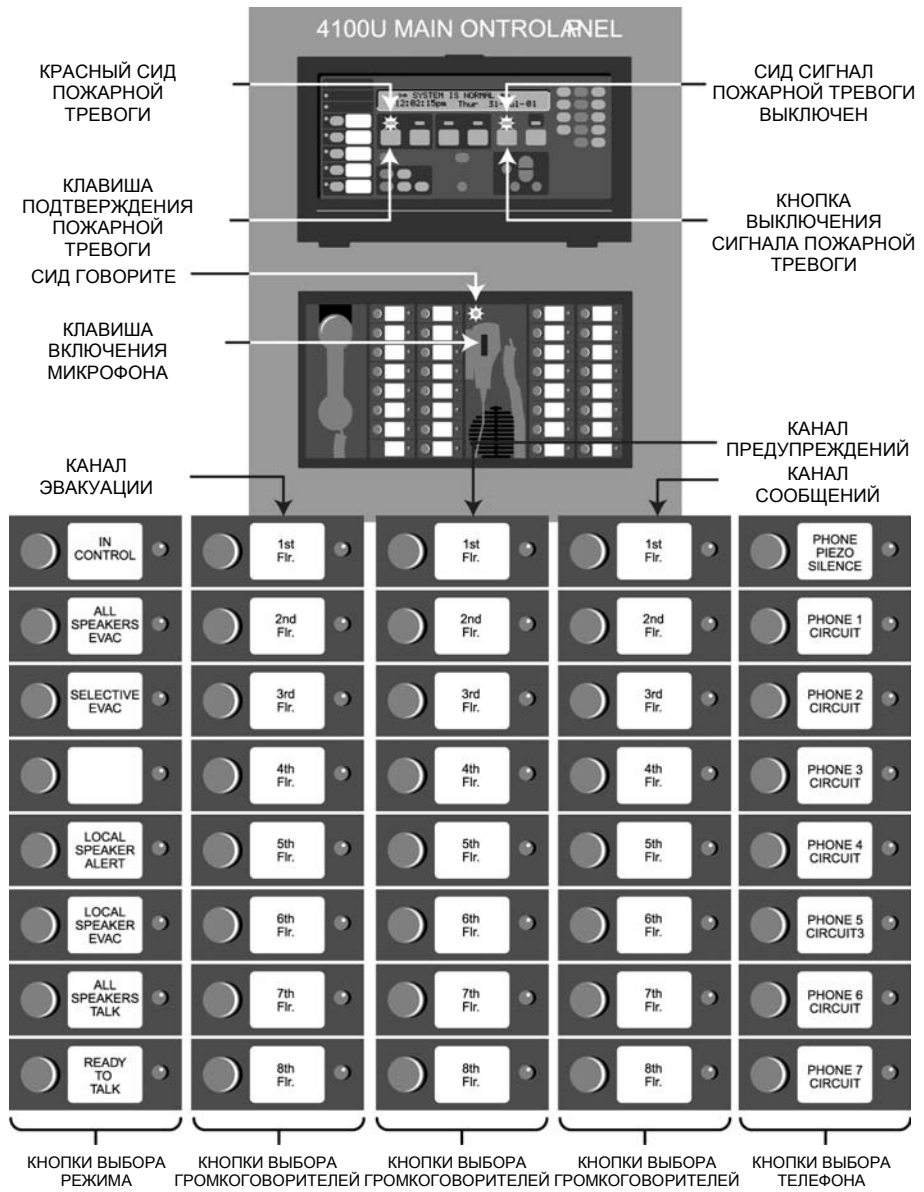 4100U MAIN ONTROLPANEL
КРАСНЫЙ СИД
ПОЖАРНОЙ
ТРЕВОГИ
СИД СИГНАЛ
ПОЖАРНОЙ ТРЕВОГИ
ВЫКЛЮЧЕН
SYSTEM IS NORMAL
12:02:15pm Thur
КЛАВИША
ПОДТВЕРЖДЕНИЯ
ПОЖАРНОЙ
ТРЕВОГИ
КНОПКА
ВЫКЛЮЧЕНИЯ
СИГНАЛА ПОЖАРНОЙ
ТРЕВОГИ
СИД ГОВОРИТЕ
КЛАВИША
ВКЛЮЧЕНИЯ
МИКРОФОНА
КАНАЛ
ПРЕДУПРЕЖДЕНИЙ
КАНАЛ
ЭВАКУАЦИИ
КАНАЛ
СООБЩЕНИЙ
IN
CONTROL
1st
Flr.
1st
Flr.
1st
Flr.
PHONE
PIEZO
SILENCE
ALL
SPEAKERS
EVAC
2nd
Flr.
2nd
Flr.
2nd
Flr.
PHONE 1
CIRCUIT
SELECTIVE
EVAC
3rd
Flr.
3rd
Flr.
3rd
Flr.
PHONE 2
CIRCUIT
4th
Flr.
4th
Flr.
4th
Flr.
PHONE 3
CIRCUIT
LOCAL
SPEAKER
ALERT
5th
Flr.
5th
Flr.
5th
Flr.
PHONE 4
CIRCUIT
LOCAL
SPEAKER
EVAC
6th
Flr.
6th
Flr.
6th
Flr.
PHONE 5
CIRCUIT3
ALL
SPEAKERS
TALK
7th
Flr.
7th
Flr.
7th
Flr.
PHONE 6
CIRCUIT
READY
TO
TALK
8th
Flr.
8th
Flr.
8th
Flr.
PHONE 7
CIRCUIT
КНОПКИ ВЫБОРА
РЕЖИМА
КНОПКИ ВЫБОРА
ГРОМКОГОВОРИТЕЛЕЙ
КНОПКИ ВЫБОРА
ГРОМКОГОВОРИТЕЛЕЙ
КНОПКИ ВЫБОРА
ГРОМКОГОВОРИТЕЛЕЙ
КНОПКИ ВЫБОРА
ТЕЛЕФОНА